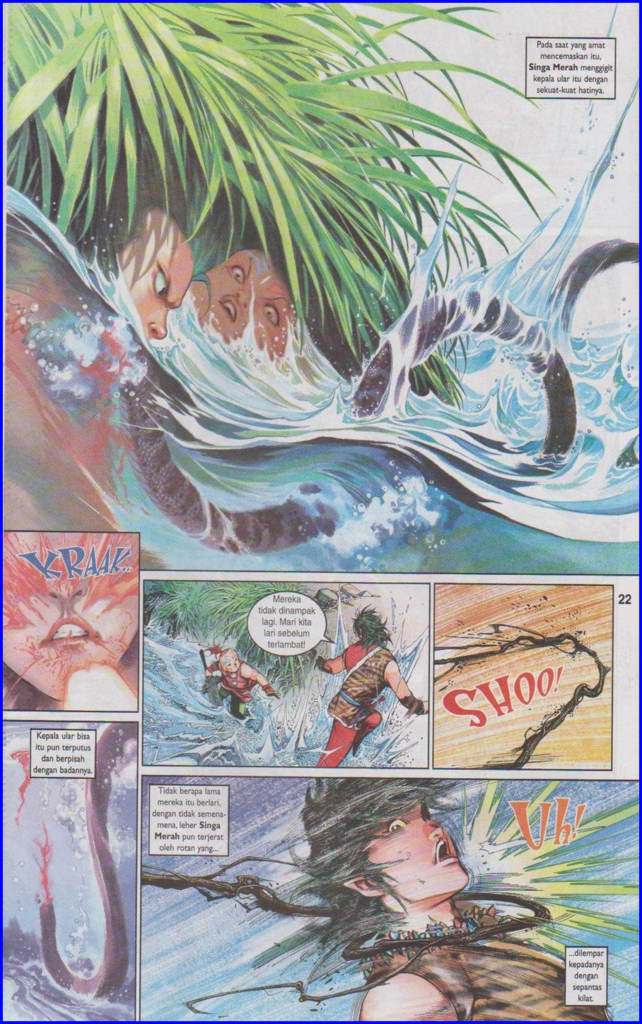 Pada saat yang amat
mencemaskan itu,
Singa Merah menggigit
kepala ular itu dengan
sekuat-kuat hatinya.
KRAAK..
Mereka
tidak dinampak
lagi. Mari kita
lari sebelum
terlambat!
SHOO!
22
Kepala ular bisa
itu pun terputus
dan berpisah
dengan badannya.
Tidak berapa lama
mereka itu berlari,
dengan tidak semena-
mena, leher Singa
Merah pun terjerat
oleh rotan yang...
Uh!
...dilempar
kepadanya
dengan
sepantas
kilat.